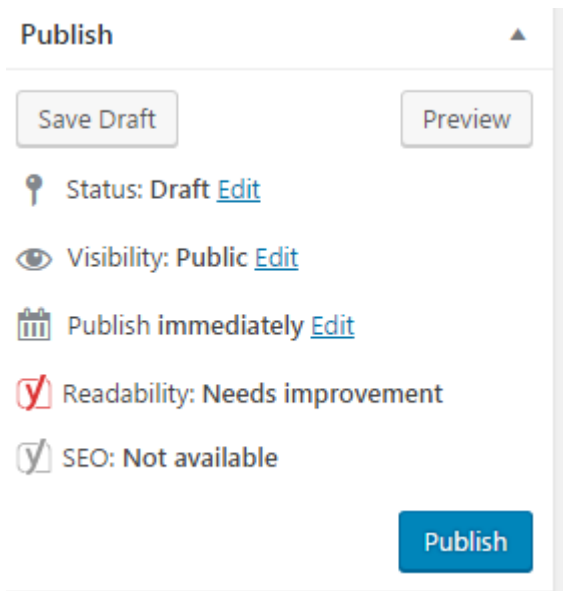 Publish
Save Draft Preview
Status: Draft Edit
Visibility: Public Edit
Publish immediately Edit
Readability: Needs improvement
SEO: Not available
Publish